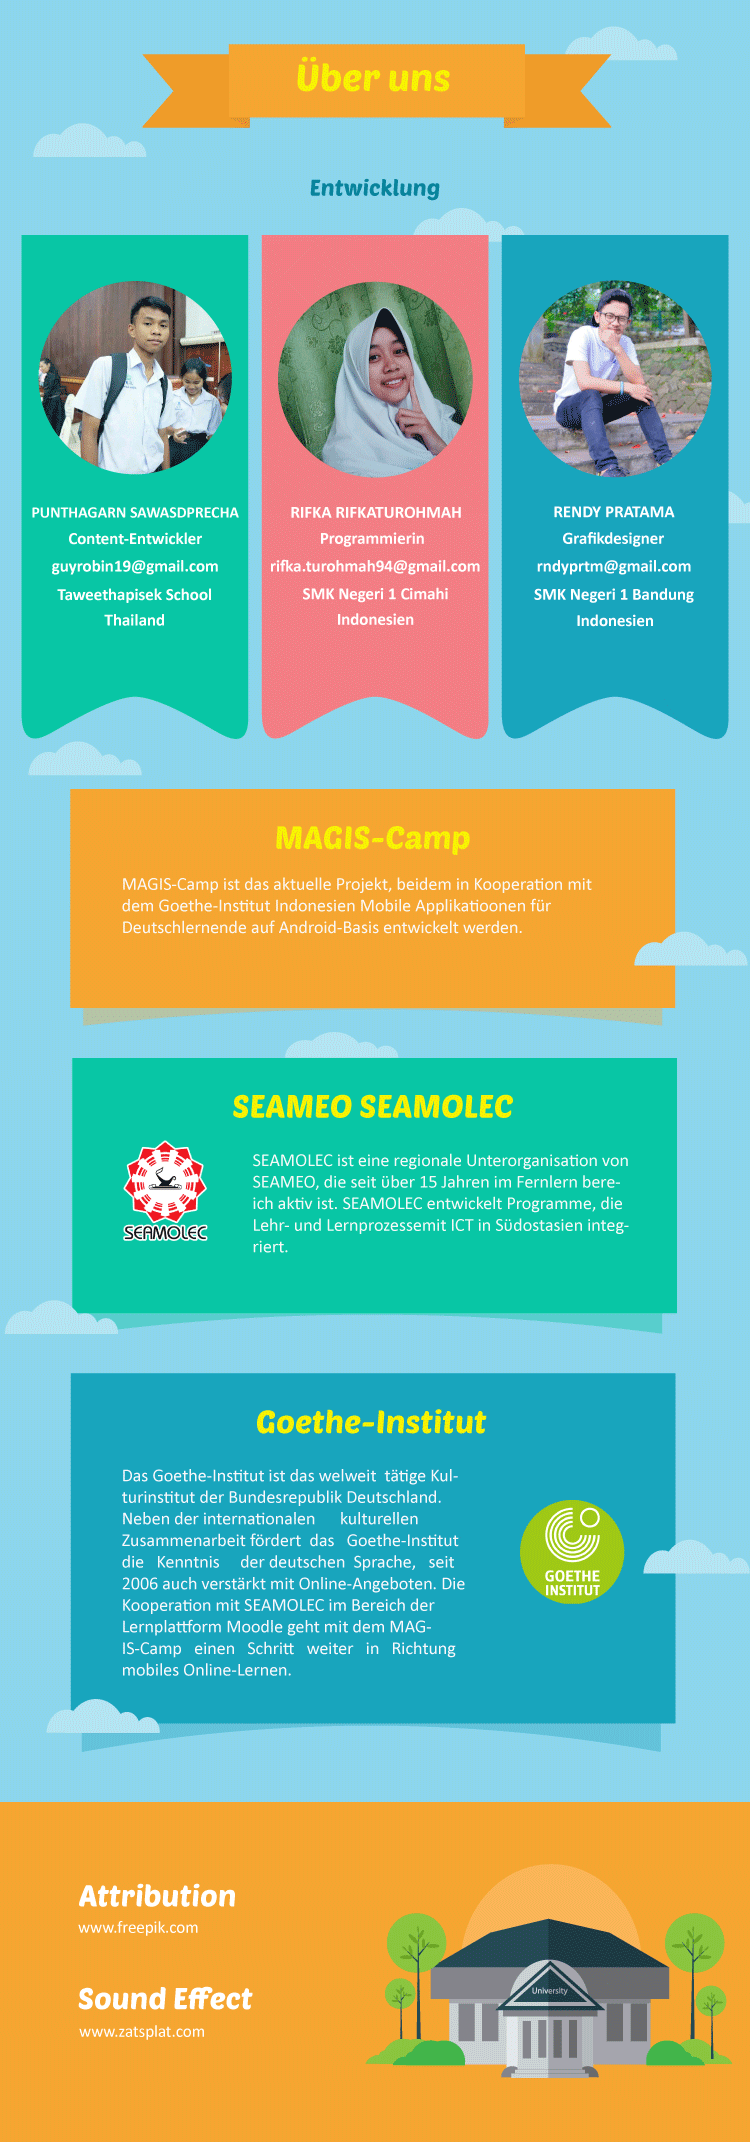 Über uns
Entwicklung
PUNTHAGARN SAWASDPRECHA
Content-Entwickler
guyrobin19@gmail.com
Taweethapisek School
Thailand
RIFKA RIFKATUROHMAH
Programmierin
rifka.turohmah94@gmail.com
SMK Negeri 1 Cimahi
Indonesien
RENDY PRATAMA
Grafikdesigner
rndyprtm@gmail.com
SMK Negeri 1 Bandung
Indonesien
MAGIS-Camp
MAGIS-Camp ist das aktuelle Projekt, beidem in Kooperation mit
dem Goethe-Institut Indonesien Mobile Applikatioonen für
Deutschlernende auf Android-Basis entwickelt werden.
SEAMEO SEAMOLEC
SEAMOLEC
SEAMOLEC ist eine regionale Unterorganisation von
SEAMEO, die seit über 15 Jahren im Fernlern bere-
ich aktiv ist. SEAMOLEC entwickelt Programme, die
Lehr- und Lernprozessemit ICT in Südostasien integ-
riert.
Goethe-Institut
Das Goethe-Institut ist das welweit tätige Kul-
turinstitut der Bundesrepublik Deutschland.
Neben der internationalen kulturellen
Zusammenarbeit fördert das Goethe-Institut
die Kenntnis der deutschen Sprache, seit
2006 auch verstärkt mit Online-Angeboten. Die
Kooperation mit SEAMOLEC im Bereich der
Lernplattform Moodle geht mit dem MAG-
IS-Camp einen Schritt weiter in Richtung
mobiles Online-Lernen.
GOETHE
INSTITUT
Attribution
www.freepik.com
Sound Effect
www.zatsplat.com
University